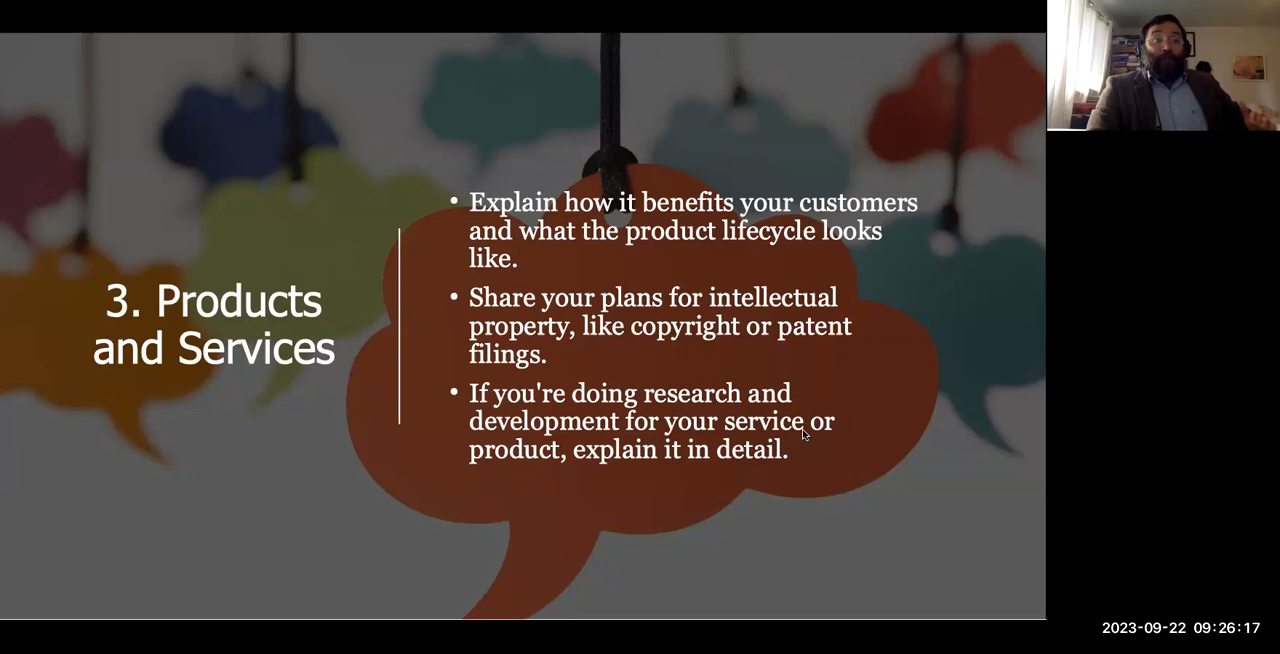 3. Products
and Services
• Explain how it benefits your customers
and what the product lifecycle looks
like.
• Share your plans for intellectual
property, like copyright or patent
filings.
• If you're doing research and
development for your service or
product, explain it in detail.
2023-09-22 09:26:17